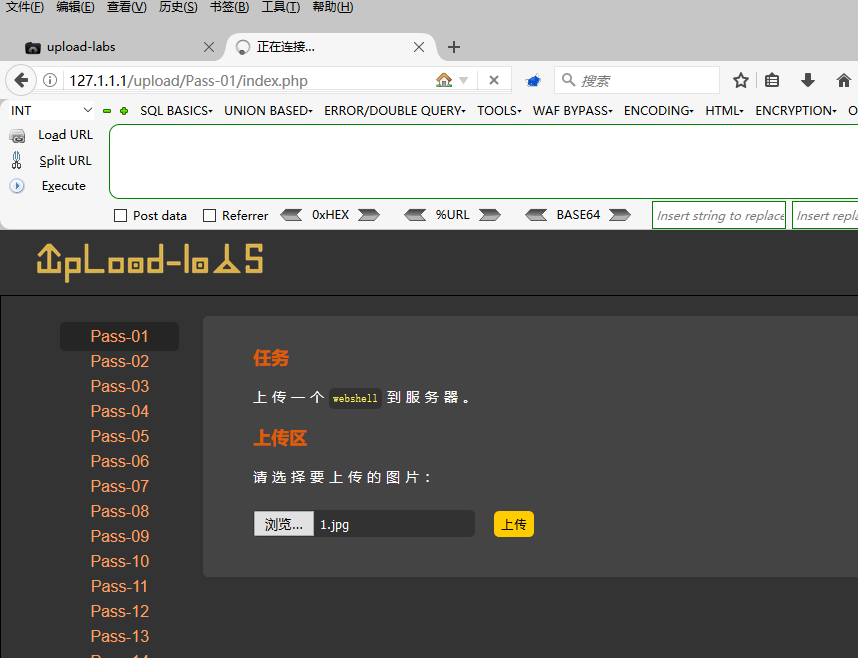 文件(F) 编辑(E) 查看(V) 历史(S) 书签(B) 工具(T) 帮助(H)
upload-labs 正在连接...
127.1.1.1/upload/Pass-01/index.php 搜索
INT SQL BASICS UNION BASED ERROR/DOUBLE QUERY TOOLS WAF BYPASS ENCODING HTML ENCRYPTION O
Load URL
Split URL
Execute
Post data Referrer 0xHEX %URL BASE64 Insert string to replace Insert repla
UpLoad-labs
Pass-01
Pass-02
Pass-03
Pass-04
Pass-05
Pass-06
Pass-07
Pass-08
Pass-09
Pass-10
Pass-11
Pass-12
Pass-13
任务
上传一个 webshell 到服务器。
上传区
请选择要上传的图片：
浏览... 1.jpg 上传